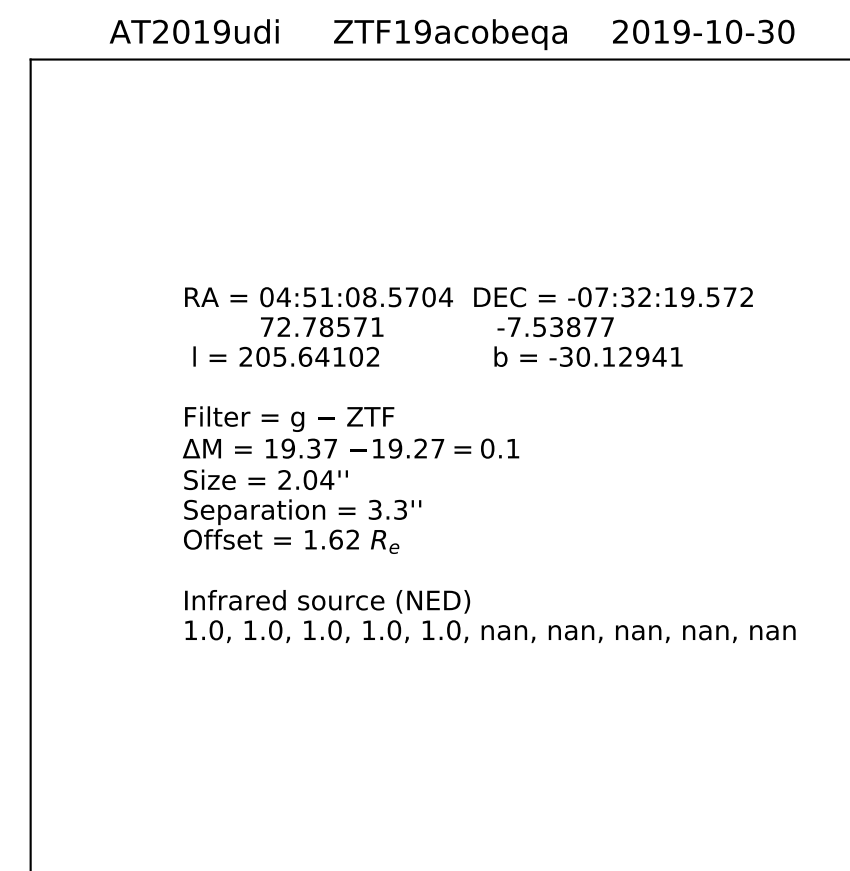 AT2019udi ZTF19acobeqa 2019-10-30
RA = 04:51:08.5704 DEC = -07:32:19.572
72.78571 -7.53877
l = 205.64102 b = -30.12941
Filter = g − ZTF
ΔM = 19.37 −19.27 = 0.1
Size = 2.04''
Separation = 3.3''
Offset = 1.62 Re
Infrared source (NED)
1.0, 1.0, 1.0, 1.0, 1.0, nan, nan, nan, nan, nan